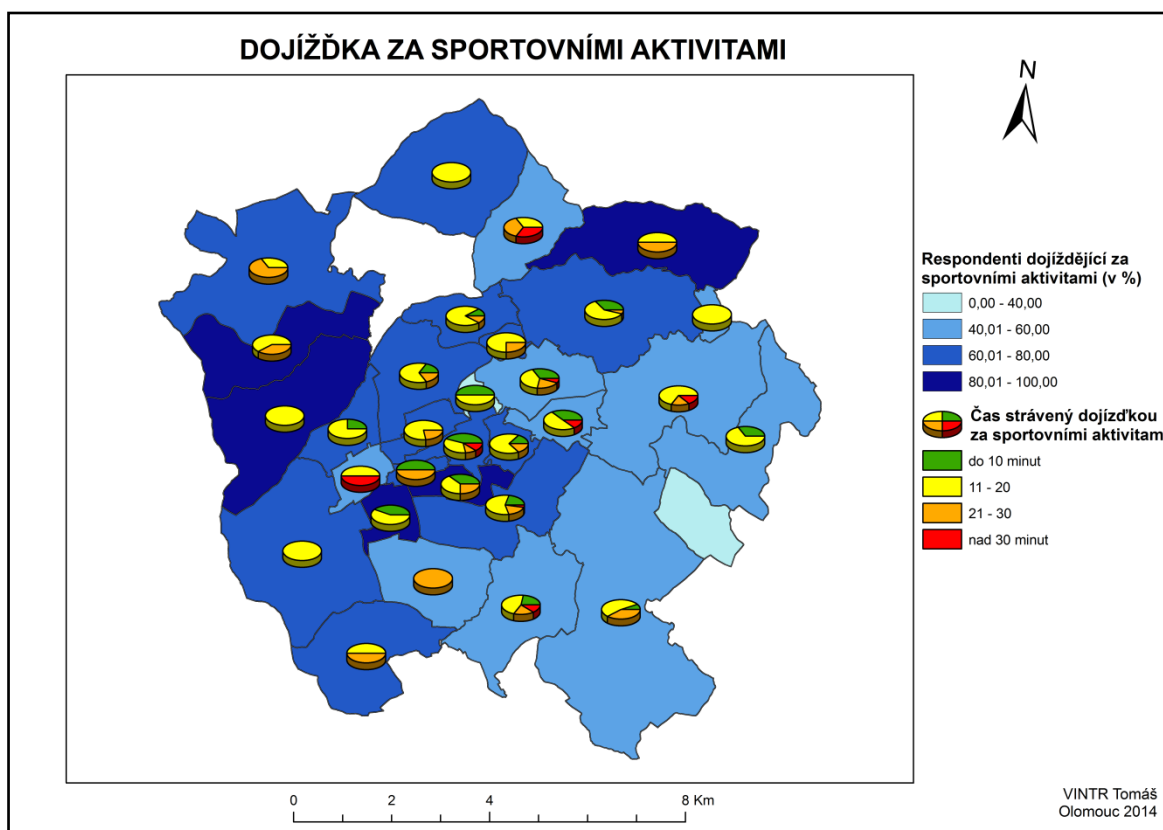 DOJÍŽĎKA ZA SPORTOVNÍMI AKTIVITAMI
N
Respondenti dojíždějící za
sportovními aktivitami (v %)
0,00 - 40,00
40,01 - 60,00
60,01 - 80,00
80,01 - 100,00
Čas strávený dojízďkou
za sportovními aktivitam
do 10 minut
11 - 20
21 - 30
nad 30 minut
0 2 4 8 Km
VINTR Tomáš
Olomouc 2014